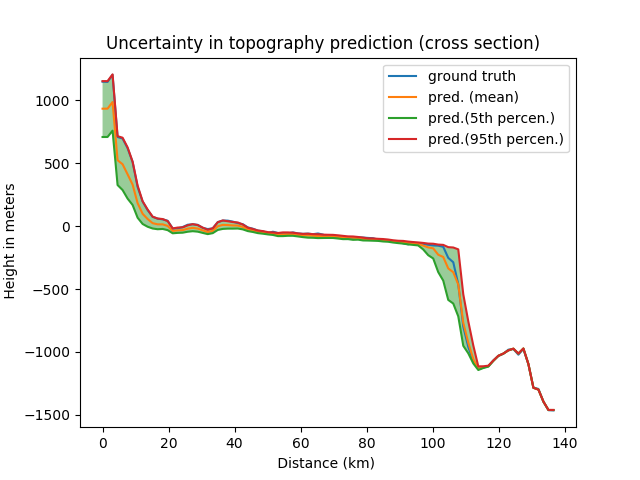 Uncertainty in topography prediction (cross section)
ground truth
pred. (mean)
pred.(5th percen.)
pred.(95th percen.)
Height in meters
1000
500
0
−500
−1000
−1500
0 20 40 60 80 100 120 140
Distance (km)